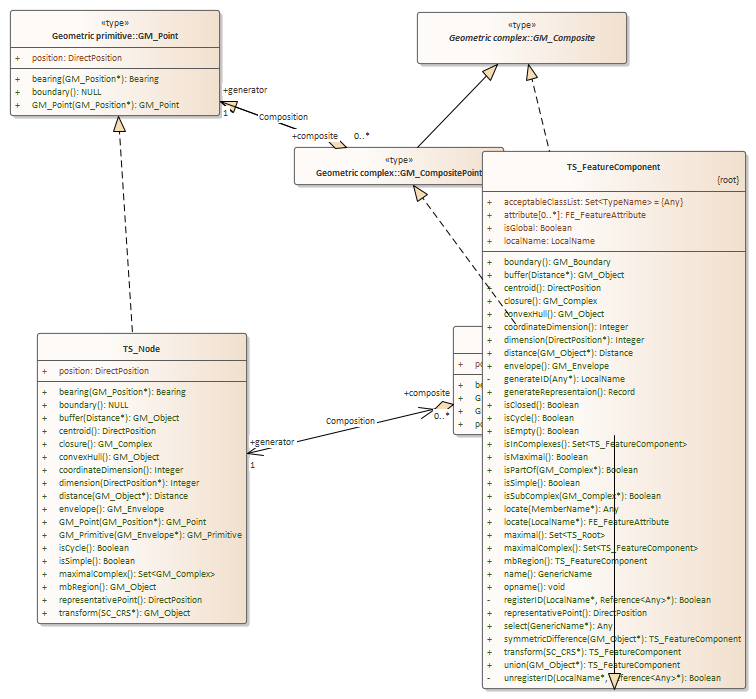 «type»
Geometric primitive::GM_Point
+ position: DirectPosition
+ bearing(GM_Position*): Bearing
+ boundary(): NULL
+ GM_Point(GM_Position*): GM_Point
«type»
Geometric complex::GM_Composite
+generator
1
Composition
+composite 0..*
«type»
Geometric complex::GM_CompositePoint
TS_FeatureComponent
{root}
+ acceptableClassList: Set<TypeName> = {Any}
+ attribute[0..*]: FE_FeatureAttribute
+ isGlobal: Boolean
+ localName: LocalName
+ boundary(): GM_Boundary
+ buffer(Distance*): GM_Object
+ centroid(): DirectPosition
+ closure(): GM_Complex
+ convexHull(): GM_Object
+ coordinateDimension(): Integer
+ dimension(DirectPosition*): Integer
+ distance(GM_Object*): Distance
+ envelope(): GM_Envelope
- generateID(Any*): LocalName
+ generateRepresentaion(): Record
+ isClosed(): Boolean
+ isCycle(): Boolean
+ isEmpty(): Boolean
+ isInComplexes(): Set<TS_FeatureComponent>
+ isMaximal(): Boolean
+ isPartOf(GM_Complex*): Boolean
+ isSimple(): Boolean
+ isSubComplex(GM_Complex*): Boolean
+ locate(MemberName*): Any
+ locate(LocalName*): FE_FeatureAttribute
+ maximal(): Set<TS_Root>
+ maximalComplex(): Set<TS_FeatureComponent>
+ mbRegion(): TS_FeatureComponent
+ name(): GenericName
+ opname(): void
- registerID(LocalName*, Reference<Any>*): Boolean
+ representativePoint(): DirectPosition
+ select(GenericName*): Any
+ symmetricDifference(GM_Object*): TS_FeatureComponent
+ transform(SC_CRS*): TS_FeatureComponent
+ union(GM_Object*): TS_FeatureComponent
- unregisterID(LocalName*, Reference<Any>*): Boolean
TS_Node
+ position: DirectPosition
+ bearing(GM_Position*): Bearing
+ boundary(): NULL
+ buffer(Distance*): GM_Object
+ centroid(): DirectPosition
+ closure(): GM_Complex
+ convexHull(): GM_Object
+ coordinateDimension(): Integer
+ dimension(DirectPosition*): Integer
+ distance(GM_Object*): Distance
+ envelope(): GM_Envelope
+ GM_Point(GM_Position*): GM_Point
+ GM_Primitive(GM_Envelope*): GM_Primitive
+ isCycle(): Boolean
+ isSimple(): Boolean
+ maximalComplex(): Set<GM_Complex>
+ mbRegion(): GM_Object
+ representativePoint(): DirectPosition
+ transform(SC_CRS*): GM_Object
+composite
0..*
Composition
+generator
1
+ po
+ be
+ G
+ G
+ po